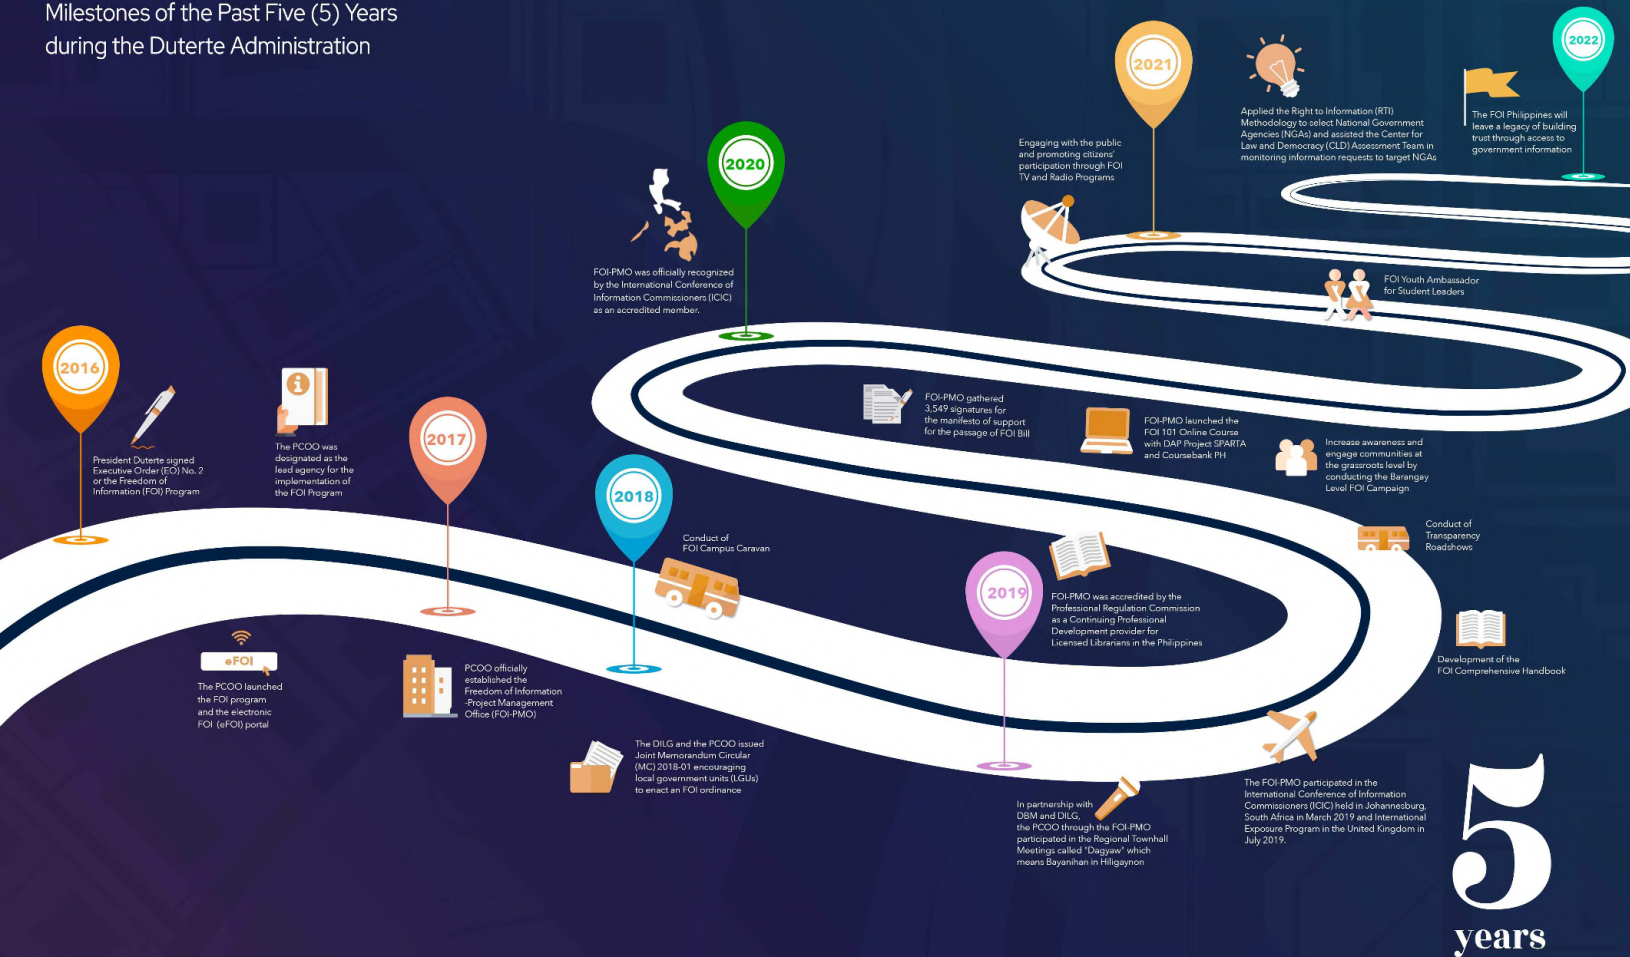 Milestones of the Past Five (5) Years
during the Duterte Administration
2016
President Duterte signed
Executive Order (EO) No. 2
or the Freedom of
Information (FOI) Program
The PCOO was
designated as the
lead agency for the
implementation of
the FOI Program
eFOI
The PCOO launched
the FOI program
and the electronic
FOI (eFOI) portal
2017
PCOO officially
established the
Freedom of Information
-Project Management
Office (FOI-PMO)
2018
Conduct of
FOI Campus Caravan
The DILG and the PCOO issued
Joint Memorandum Circular
(MC) 2018-01 encouraging
local government units (LGUs)
to enact an FOI ordinance
2019
FOI-PMO was accredited by the
Professional Regulation Commission
as a Continuing Professional
Development provider for
Licensed Librarians in the Philippines
In partnership with
DBM and DILG,
the PCOO through the FOI-PMO
participated in the Regional Townhall
Meetings called "Dagyaw" which
means Bayanihan in Hiligaynon
The FOI-PMO participated in the
International Conference of Information
Commissioners (ICIC) held in Johannesburg,
South Africa in March 2019 and International
Exposure Program in the United Kingdom in
July 2019.
Development of the
FOI Comprehensive Handbook
Conduct of
Transparency
Roadshows
Increase awareness and
engage communities at
the grassroots level by
conducting the Barangay
Level FOI Campaign
FOI-PMO launched the
FOI 101 Online Course
with DAP Project SPARTA
and Coursebank PH
FOI-PMO gathered
3,549 signatures for
the manifesto of support
for the passage of FOI Bill
2020
FOI-PMO was officially recognized
by the International Conference of
Information Commissioners (ICIC)
as an accredited member.
FOI Youth Ambassador
for Student Leaders
Engaging with the public
and promoting citizens'
participation through FOI
TV and Radio Programs
2021
Applied the Right to Information (RTI)
Methodology to select National Government
Agencies (NGAs) and assisted the Center for
Law and Democracy (CLD) Assessment Team in
monitoring information requests to target NGAs
The FOI Philippines will
leave a legacy of building
trust through access to
government information
2022
5
years